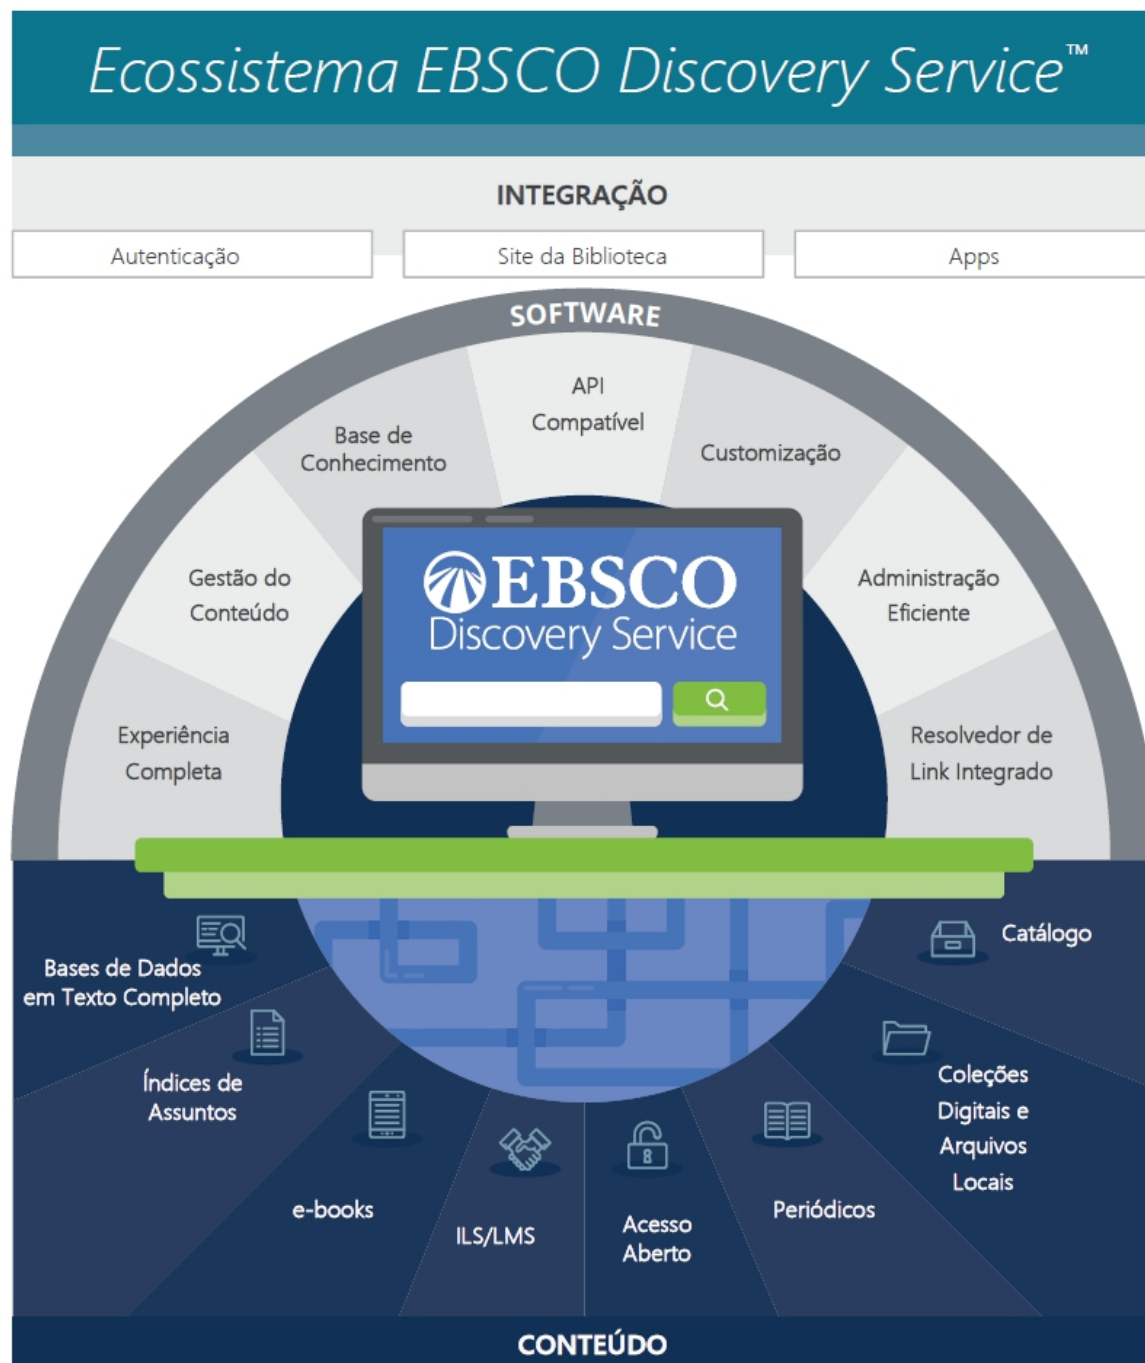 Ecossistema EBSCO Discovery Service™
INTEGRAÇÃO
Autenticação
Site da Biblioteca
Apps
SOFTWARE
Experiência
Completa
Gestão do
Conteúdo
Base de
Conhecimento
API
Compatível
Customização
Administração
Eficiente
Resolvedor de
Link Integrado
EBSCO
Discovery Service
Bases de Dados
em Texto Completo
Índices de
Assuntos
e-books
ILS/LMS
Acesso
Aberto
Periódicos
Coleções
Digitais e
Arquivos
Locais
Catálogo
CONTEÚDO